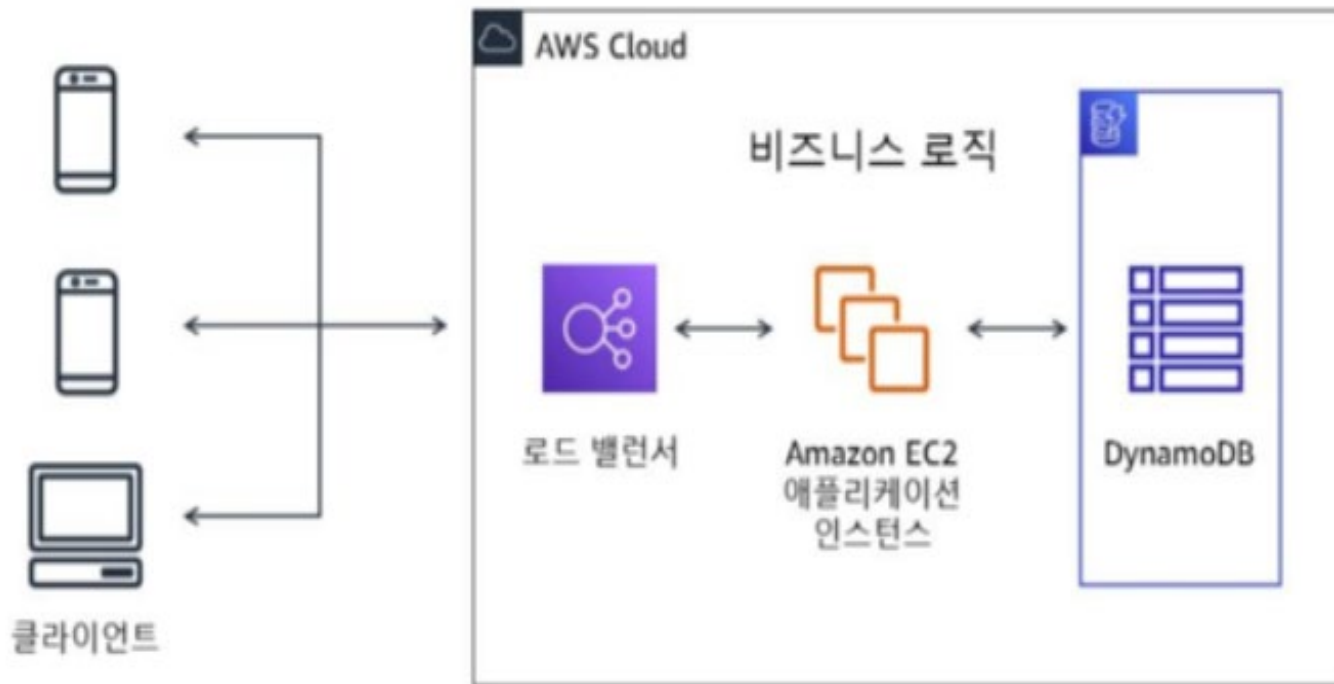 AWS Cloud
비즈니스 로직
로드 밸런서
Amazon EC2
애플리케이션
인스턴스
DynamoDB
클라이언트